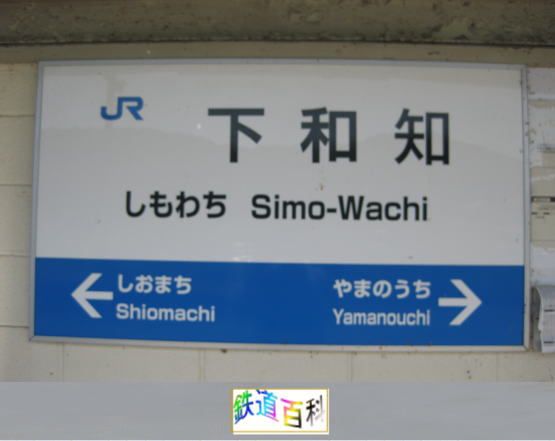 JR
下和知
しもわち Simo-Wachi
しおまち
Shiomachi
やまのうち
Yamanouchi
鉄道百科